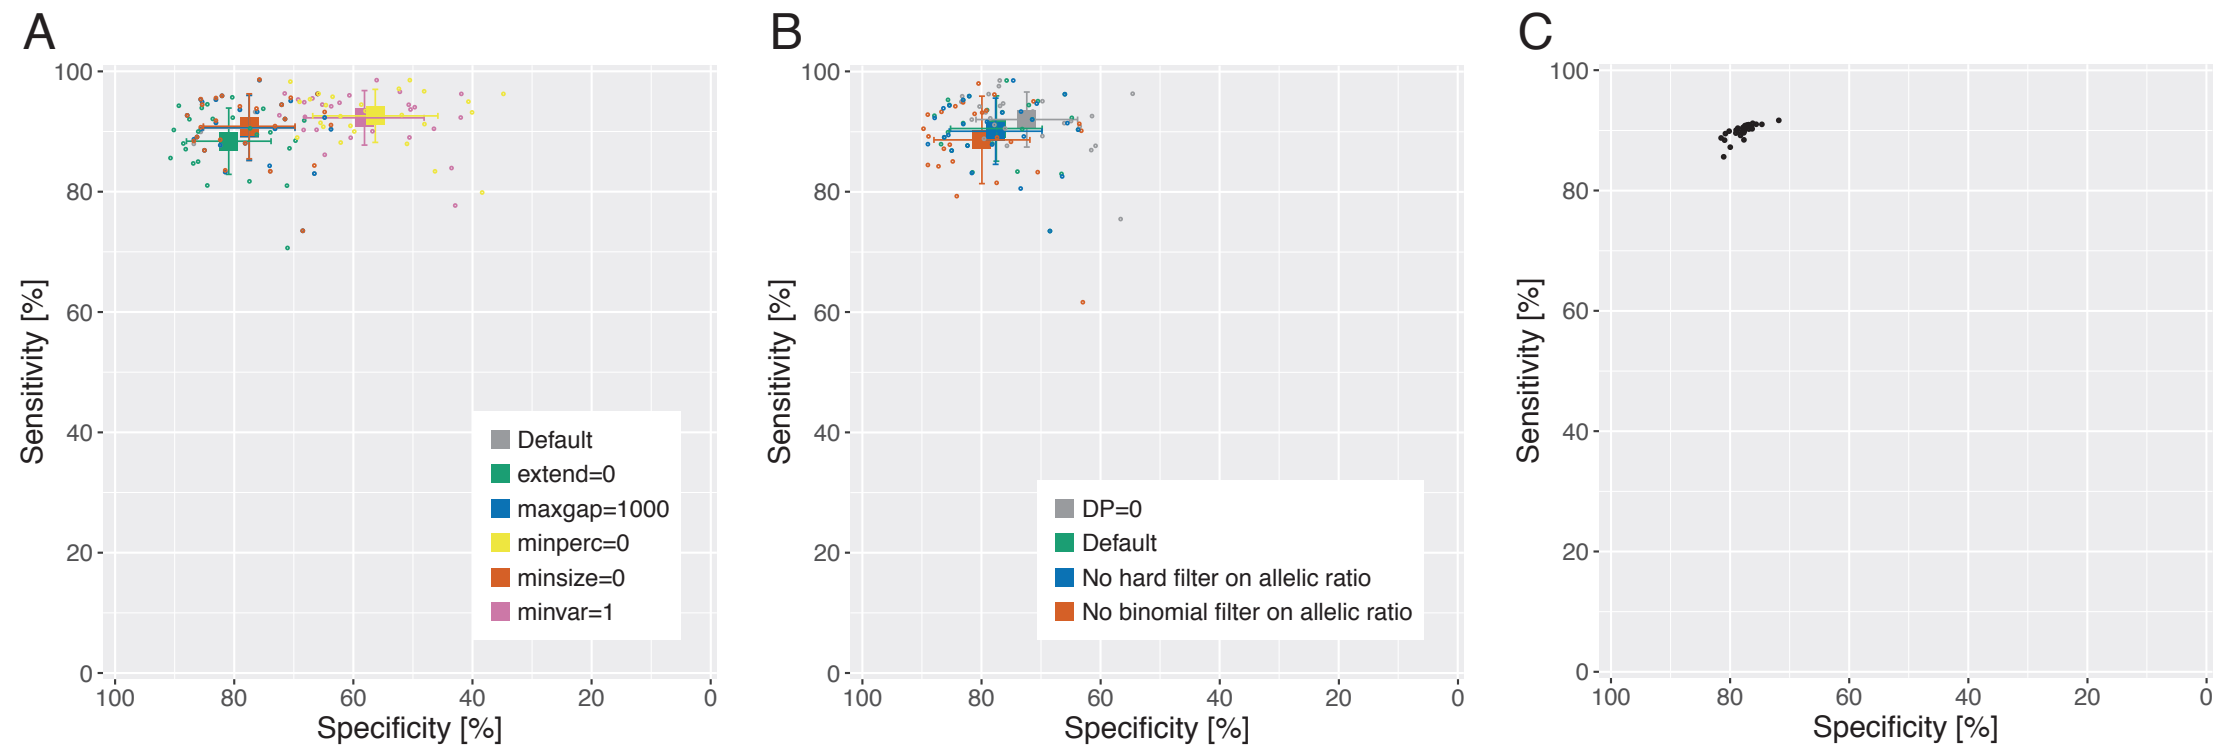 A
100
80
60
40
20
0
Sensitivity [%]
Default
extend=0
maxgap=1000
minperc=0
minsize=0
minvar=1
100 80 60 40 20 0
Specificity [%]
B
100
80
60
40
20
0
Sensitivity [%]
DP=0
Default
No hard filter on allelic ratio
No binomial filter on allelic ratio
100 80 60 40 20 0
Specificity [%]
C
100
80
60
40
20
0
Sensitivity [%]
100 80 60 40 20 0
Specificity [%]